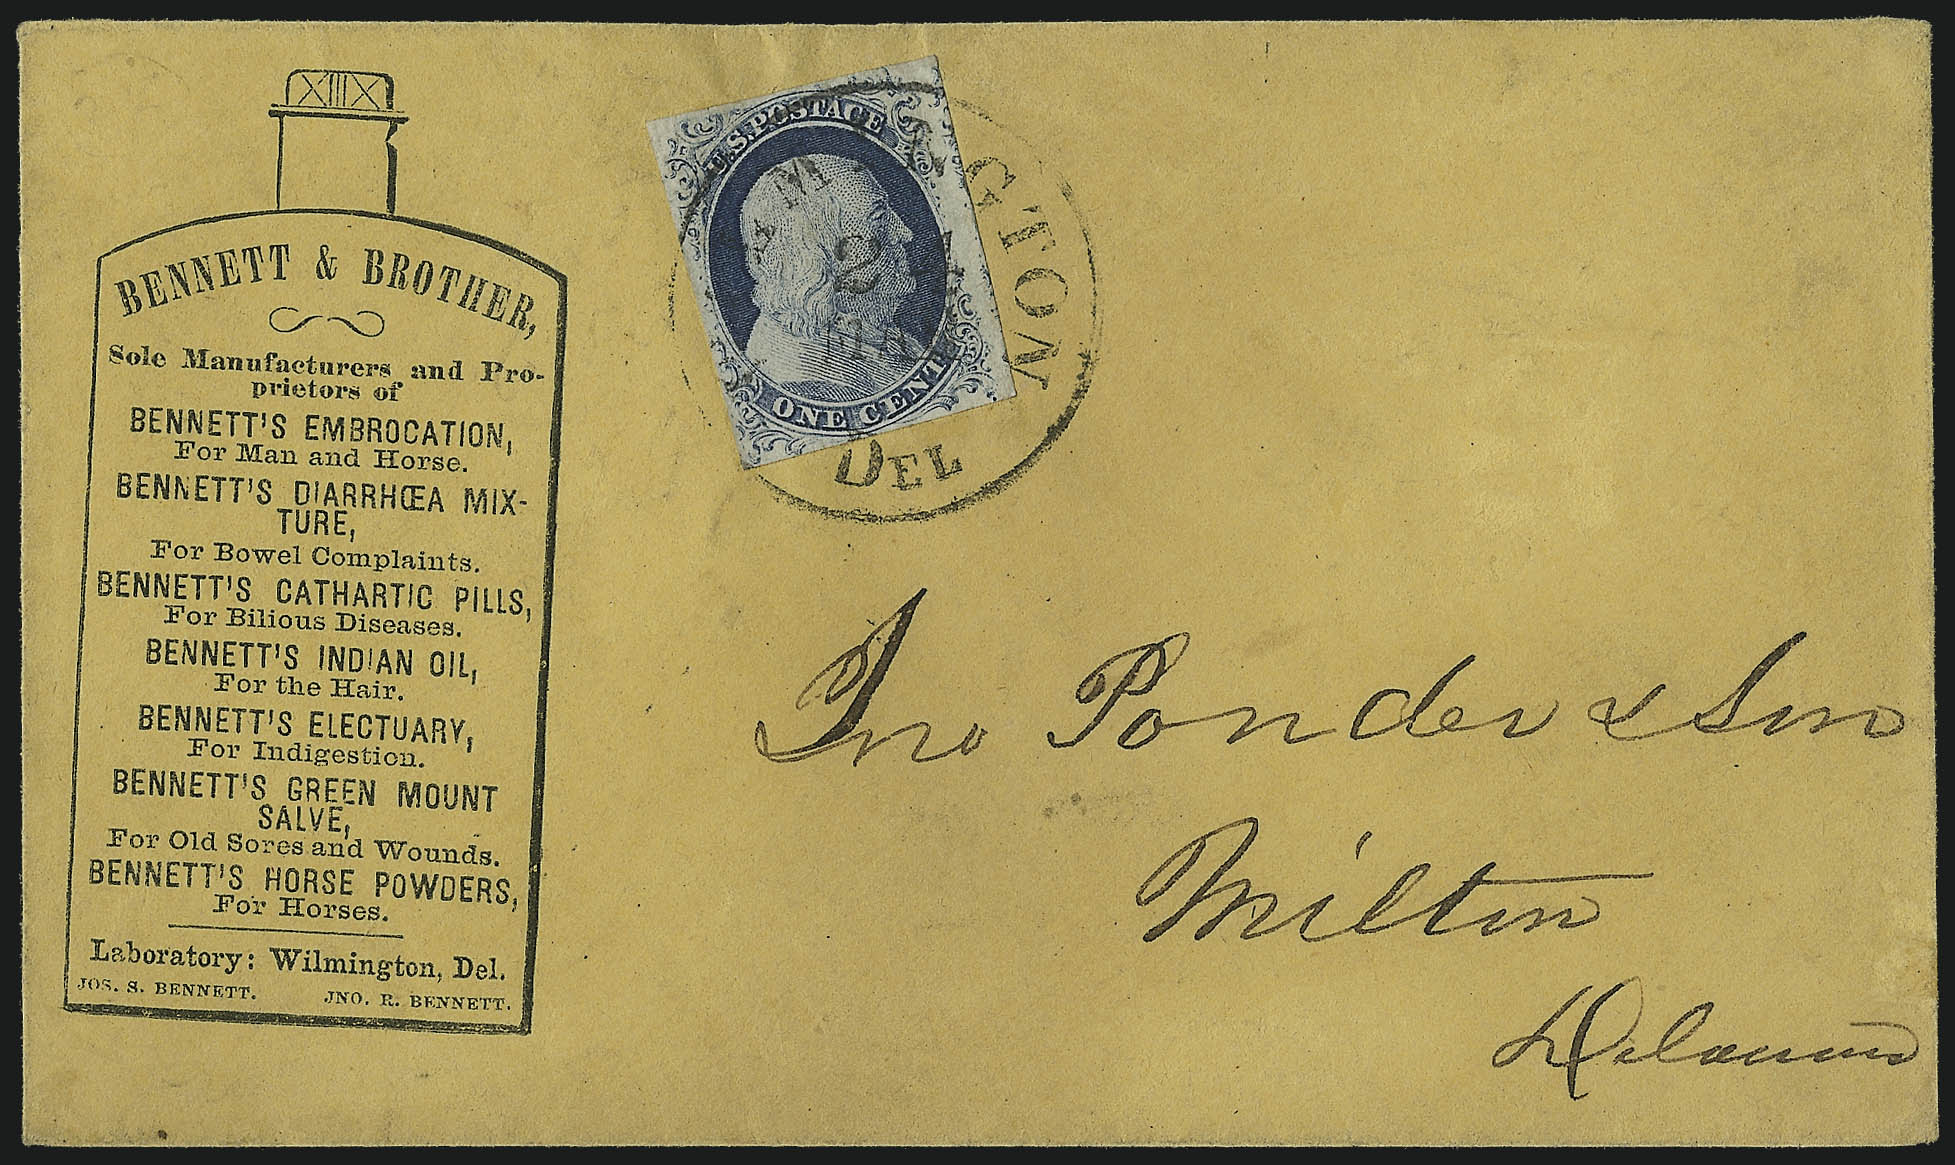 BENNETT & BROTHER,
Sole Manufacturers and Pro-
prietors of
BENNETT'S EMBROCATION,
For Man and Horse.
BENNETT'S DIARRHŒA MIX-
TURE,
For Bowel Complaints.
BENNETT'S CATHARTIC PILLS,
For Bilious Diseases.
BENNETT'S INDIAN OIL,
For the Hair.
BENNETT'S ELECTUARY,
For Indigestion.
BENNETT'S GREEN MOUNT
SALVE,
For Old Sores and Wounds.
BENNETT'S HORSE POWDERS,
For Horses.
Laboratory: Wilmington, Del.
JOS. S. BENNETT. JNO. R. BENNETT.
U.S. POSTAGE
ONE CENT
DEL
Jno Ponder & Son
Milton
Delaware